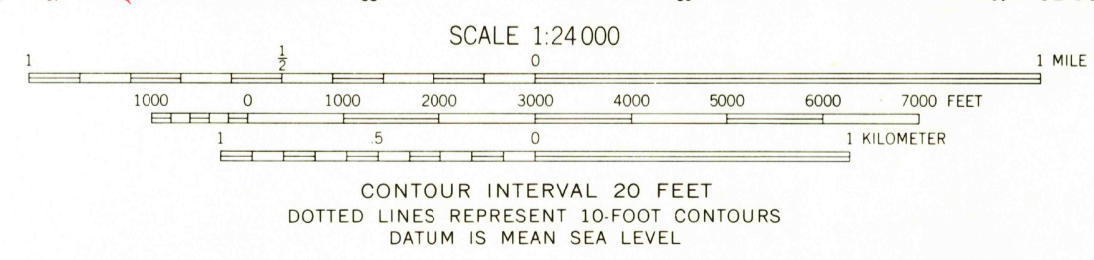 SCALE 1:24 000
1 1/2 0 1 MILE
1000 0 1000 2000 3000 4000 5000 6000 7000 FEET
1 .5 0 1 KILOMETER
CONTOUR INTERVAL 20 FEET
DOTTED LINES REPRESENT 10-FOOT CONTOURS
DATUM IS MEAN SEA LEVEL